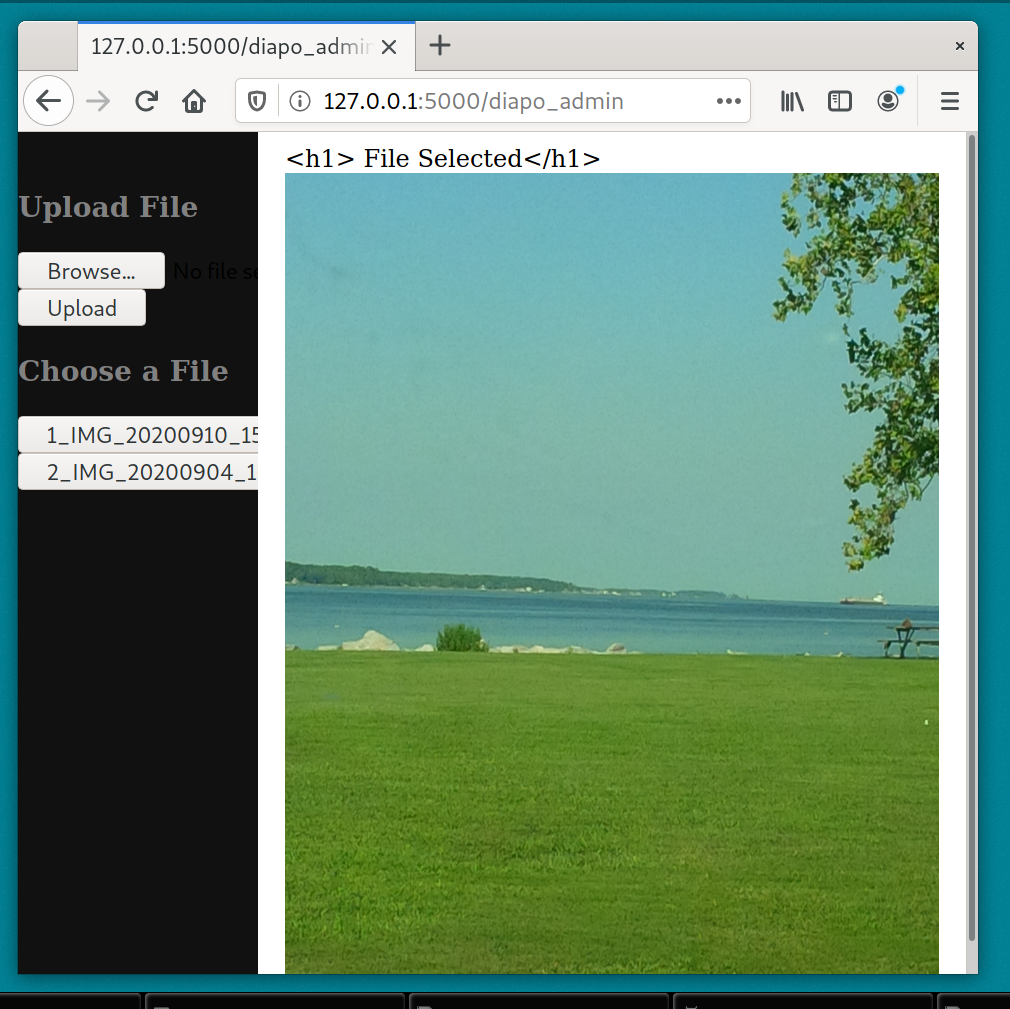 127.0.0.1:5000/diapo_admin
127.0.0.1:5000/diapo_admin
<h1> File Selected</h1>
Upload File
Browse... No file se
Upload
Choose a File
1_IMG_20200910_15
2_IMG_20200904_1